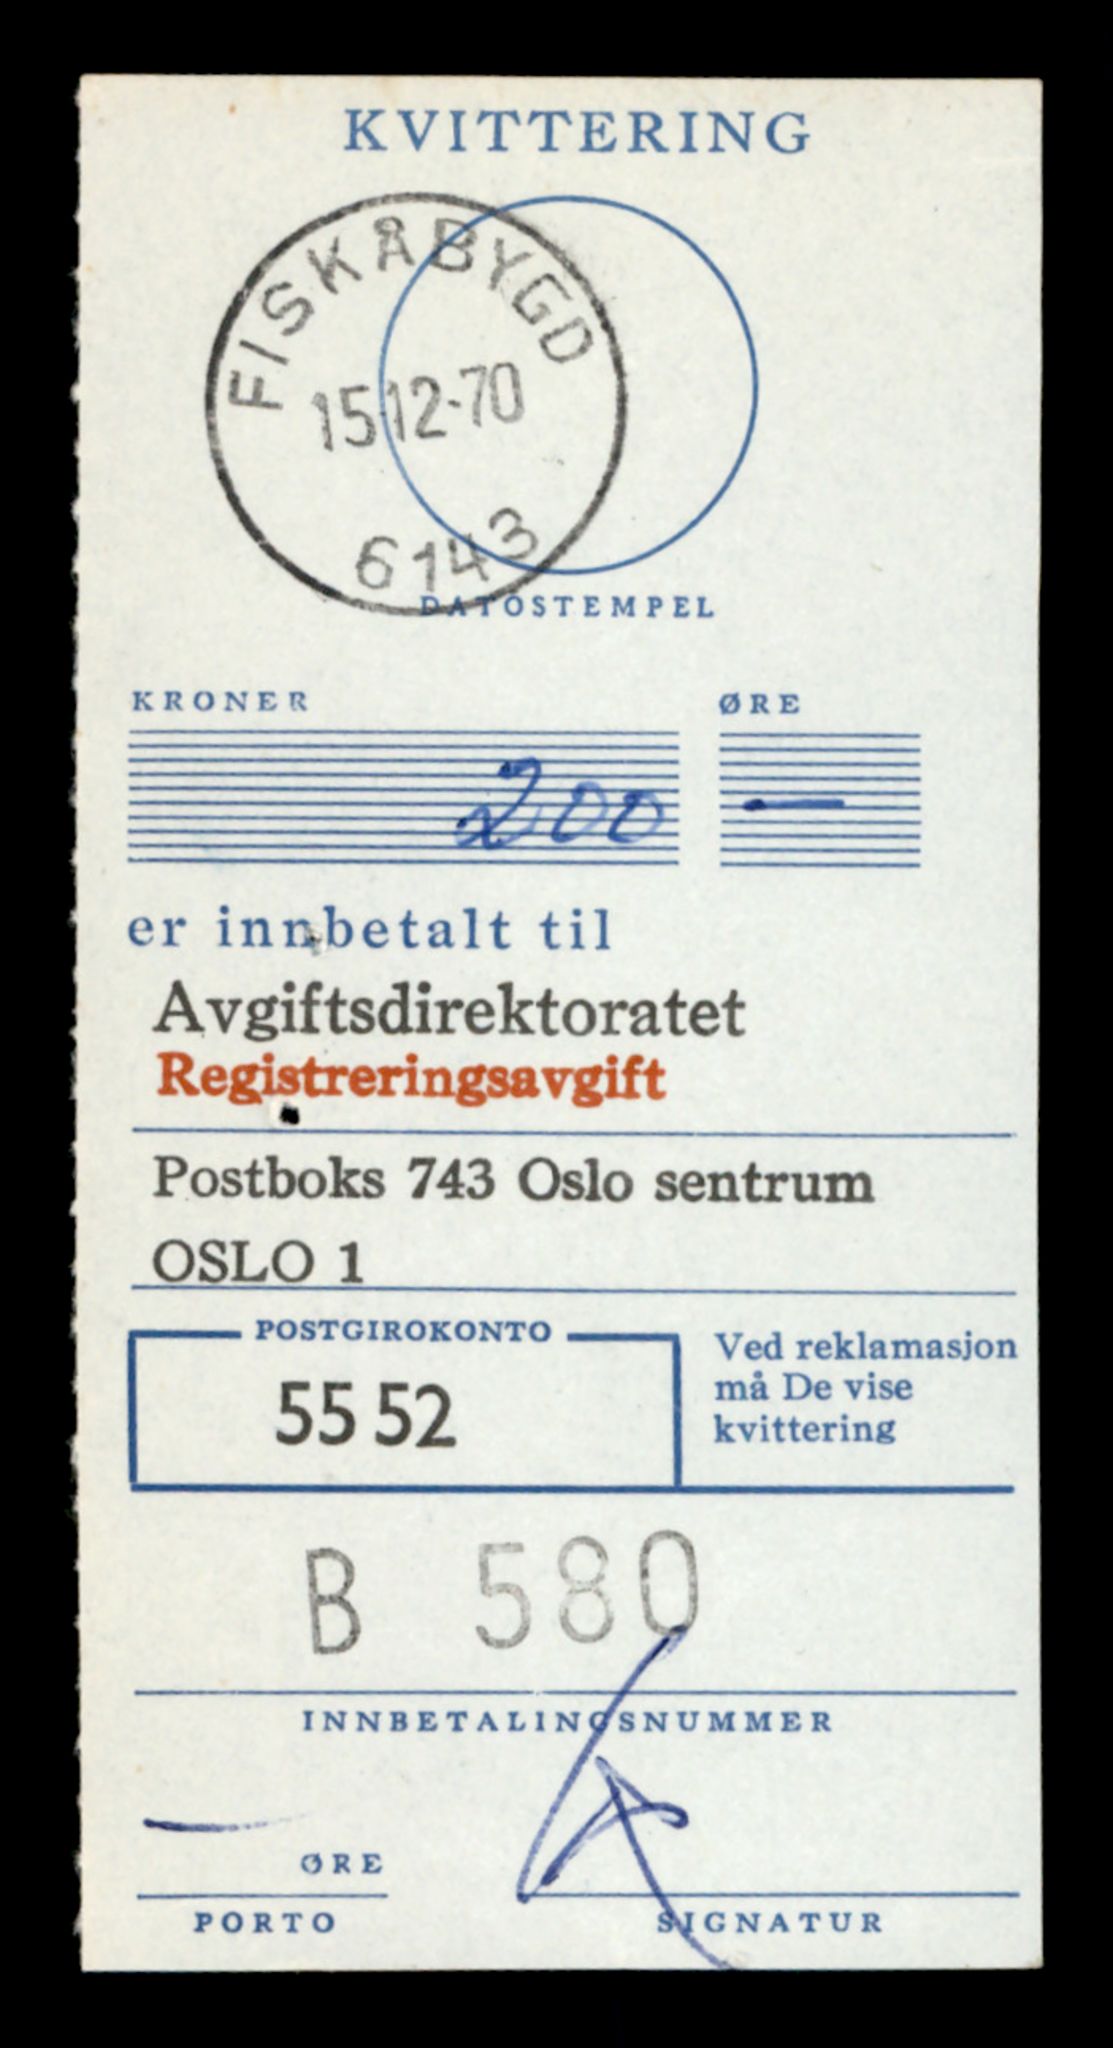 KVITTERING
FISKÅBYGD
15-12-70
6143
DATOSTEMPEL
KRONER ØRE
200 —
er innbetalt til
Avgiftsdirektoratet
Registreringsavgift
Postboks 743 Oslo sentrum
OSLO 1
POSTGIROKONTO
55 52
Ved reklamasjon
må De vise
kvittering
B 580
INNBETALINGSNUMMER
— ØRE
PORTO
SIGNATUR